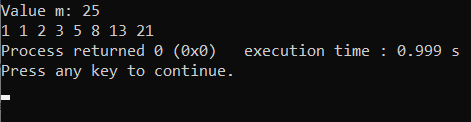 Value m: 25
1 1 2 3 5 8 13 21
Process returned 0 (0x0)   execution time : 0.999 s
Press any key to continue.